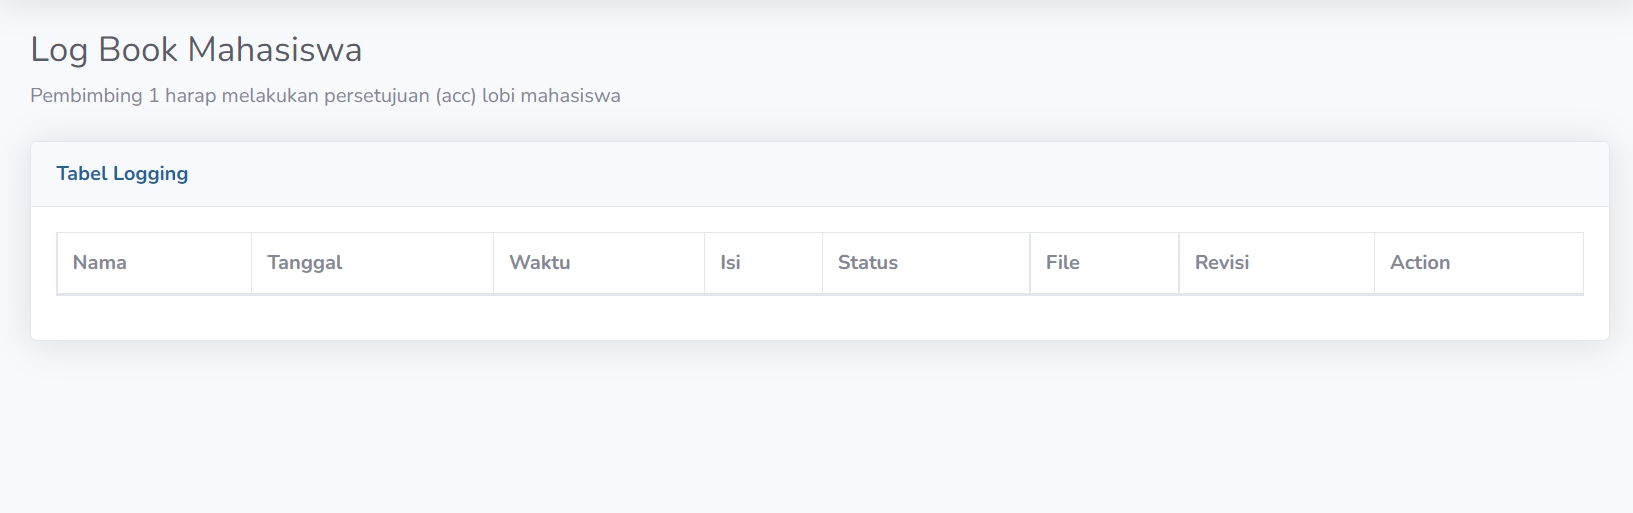 Log Book Mahasiswa
Pembimbing 1 harap melakukan persetujuan (acc) lobi mahasiswa
Tabel Logging
Nama Tanggal Waktu Isi Status File Revisi Action